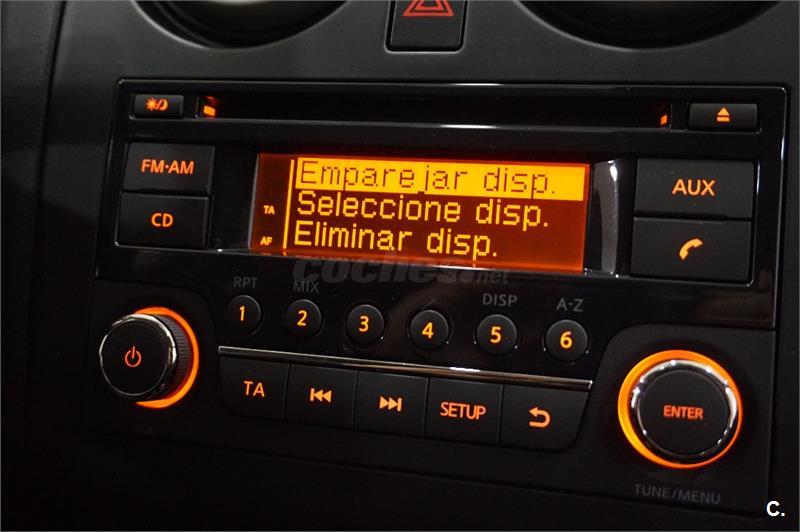 FM·AM
CD
Emparejar disp.
TA Seleccione disp.
AF Eliminar disp.
AUX
coches.net
RPT MIX DISP A-Z
1 2 3 4 5 6
TA SETUP ENTER
VOL
TUNE/MENU
C.